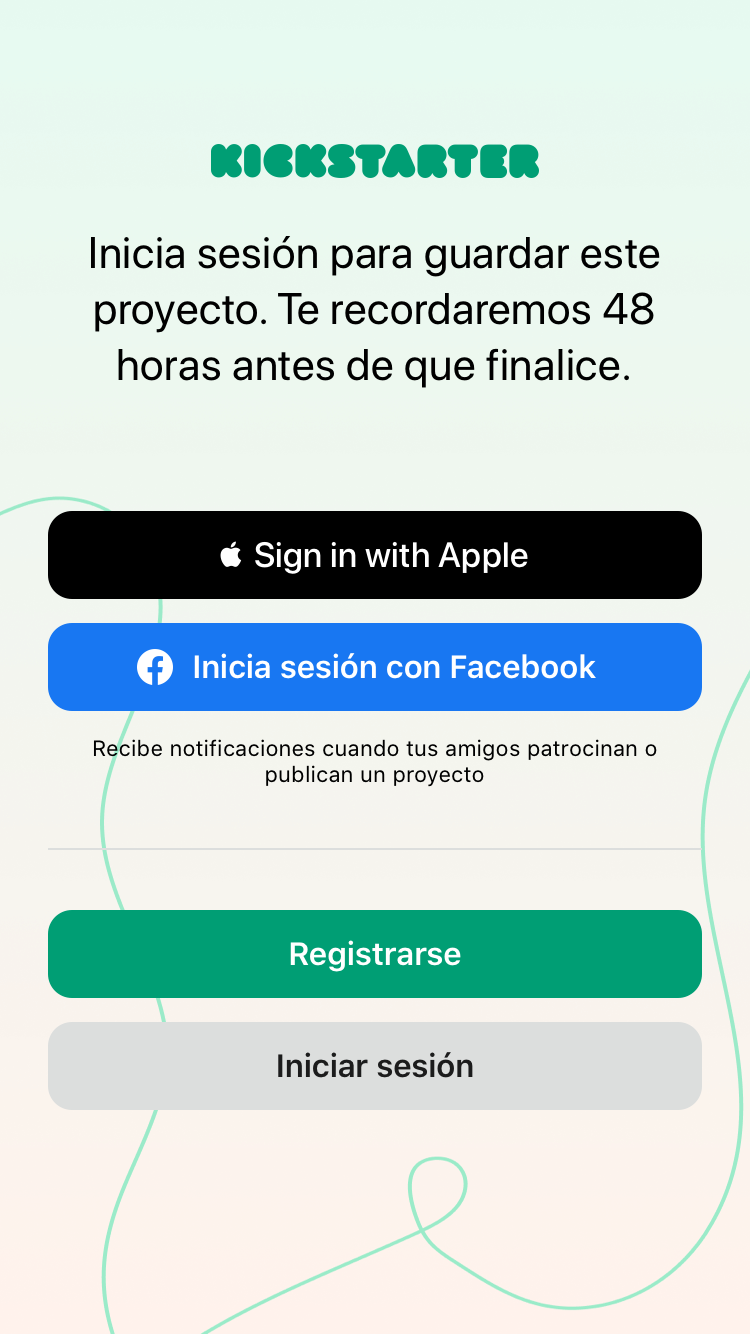 KICKSTARTER
Inicia sesión para guardar este
proyecto. Te recordaremos 48
horas antes de que finalice.
Sign in with Apple
Inicia sesión con Facebook
Recibe notificaciones cuando tus amigos patrocinan o
publican un proyecto
Registrarse
Iniciar sesión